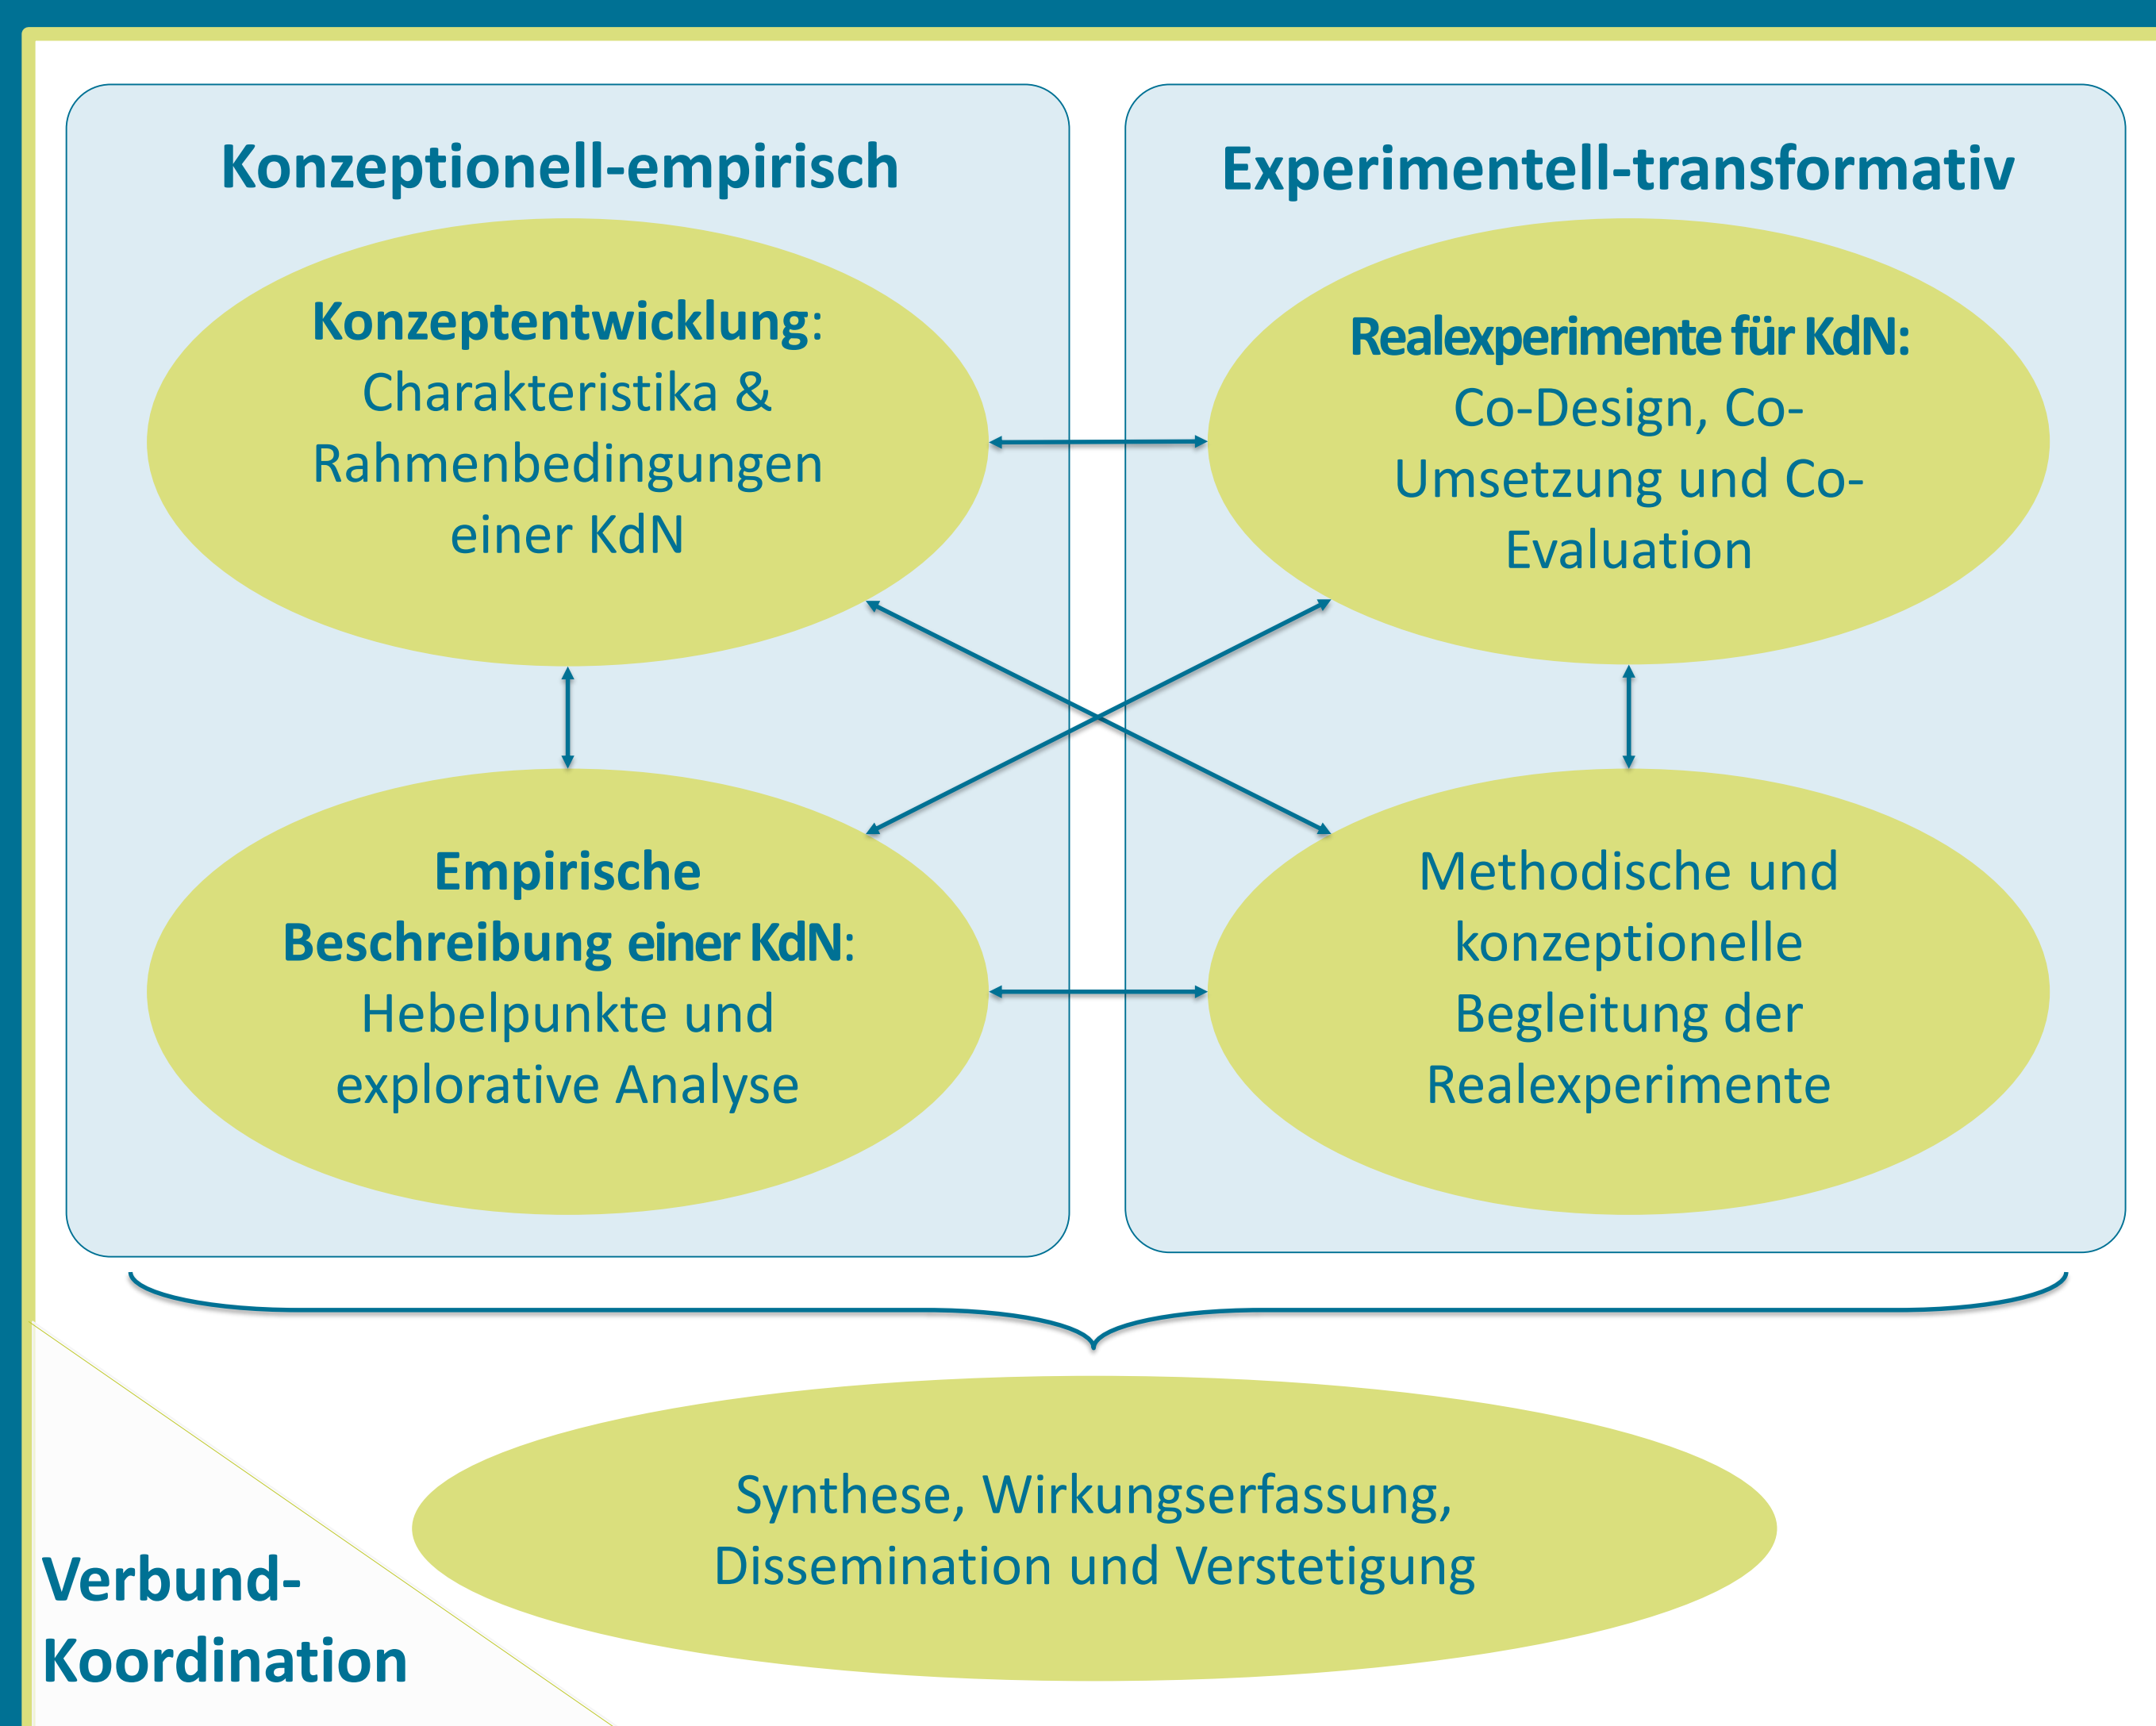 Konzeptionell-empirisch
Konzeptentwicklung:
Charakteristika &
Rahmenbedingungen
einer KdN
Empirische
Beschreibung einer KdN:
Hebelpunkte und
explorative Analyse
Experimentell-transformativ
Realexperimente für KdN:
Co-Design, Co-
Umsetzung und Co-
Evaluation
Methodische und
konzeptionelle
Begleitung der
Realexperimente
Synthese, Wirkungserfassung,
Dissemination und Verstetigung
Verbund-
Koordination